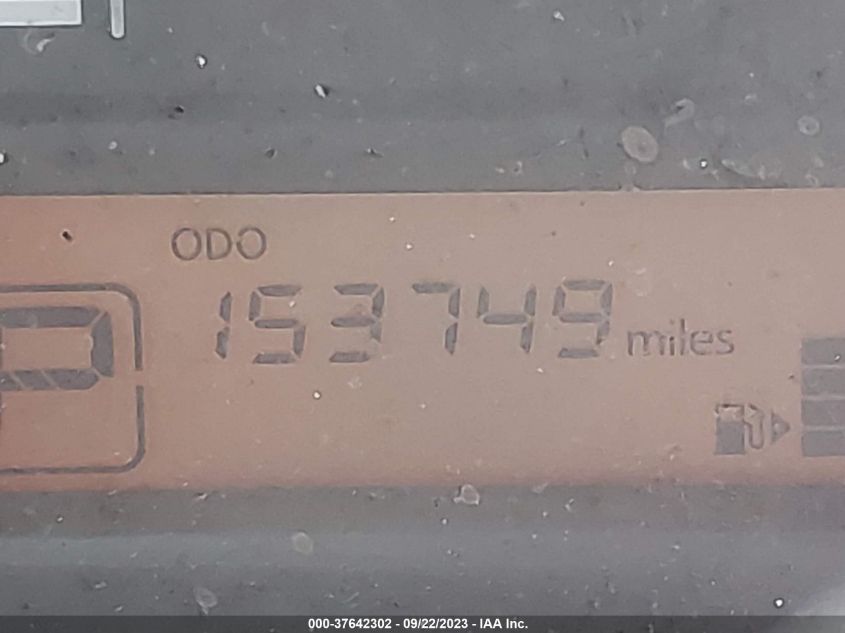 ODO
P
153749 miles
000-37642302 - 09/22/2023 - IAA Inc.